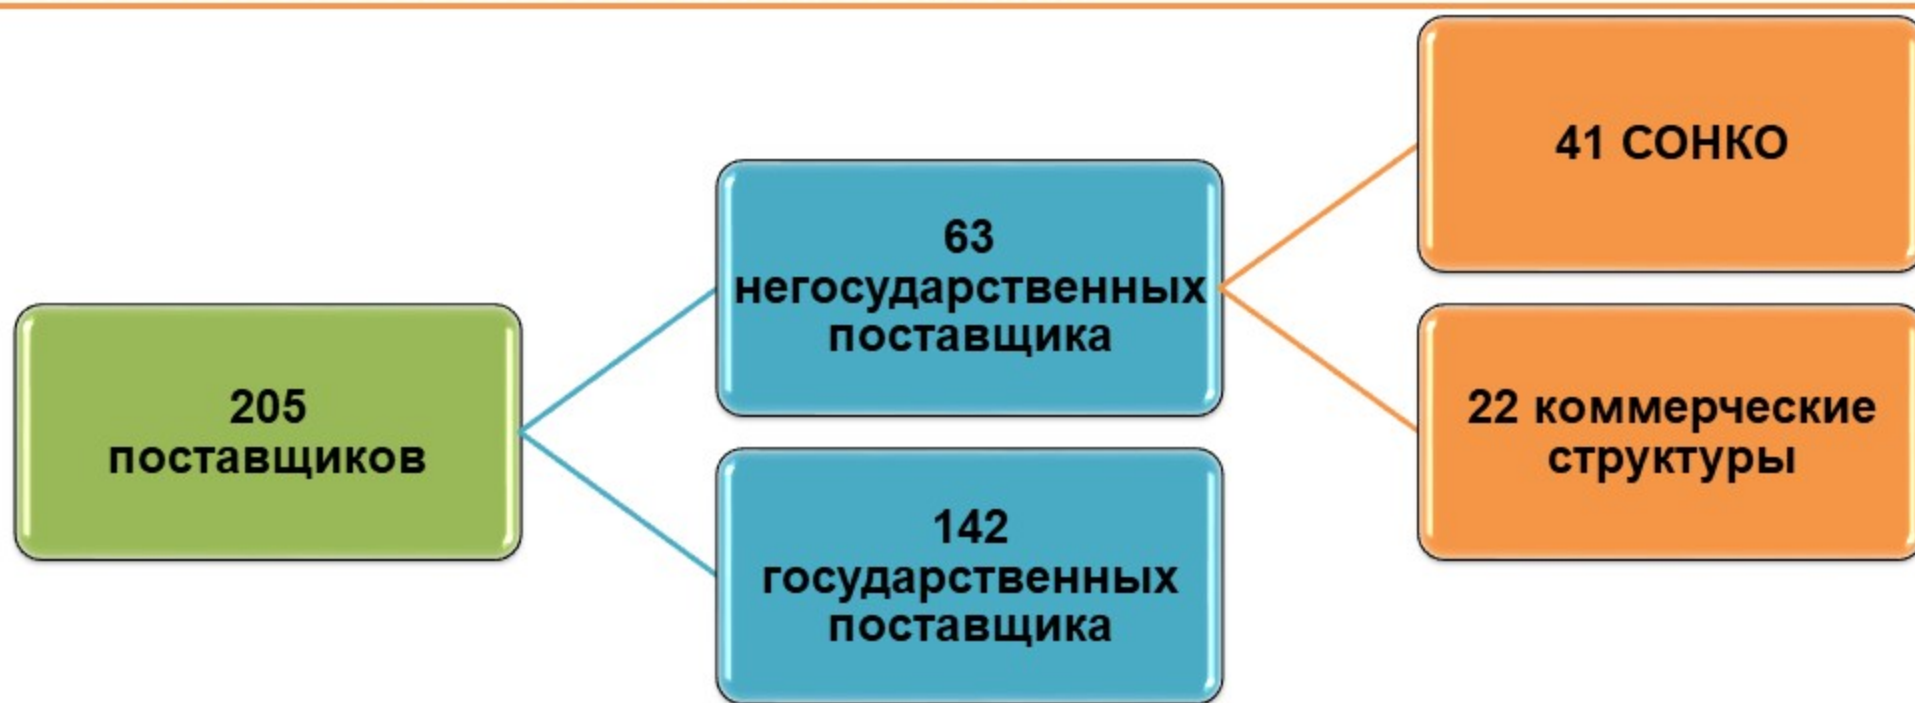 205
поставщиков
63
негосударственных
поставщика
142
государственных
поставщика
41 СОНКО
22 коммерческие
структуры